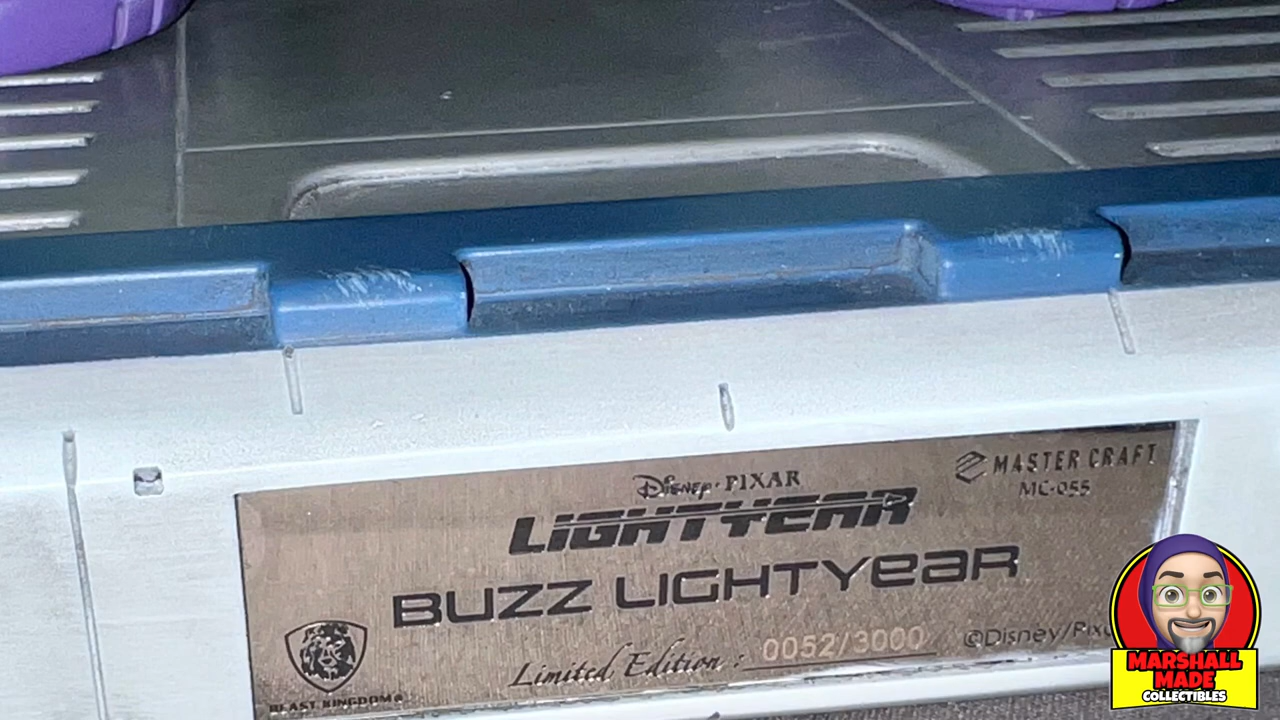 Disney · PIXAR
LIGHTYEAR
BUZZ LIGHTYEAR
MASTER CRAFT
MC-055
Limited Edition : 0052/3000
©Disney/Pix
BEAST KINGDOM®
MARSHALL
MADE
COLLECTIBLES